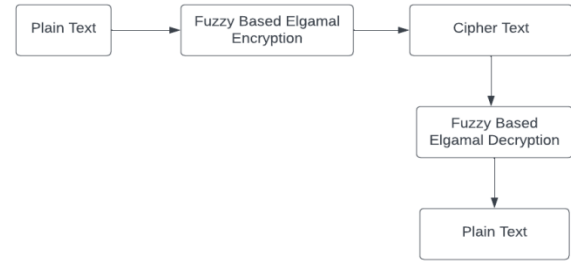 Plain Text
Fuzzy Based Elgamal
Encryption
Cipher Text
Fuzzy Based
Elgamal Decryption
Plain Text